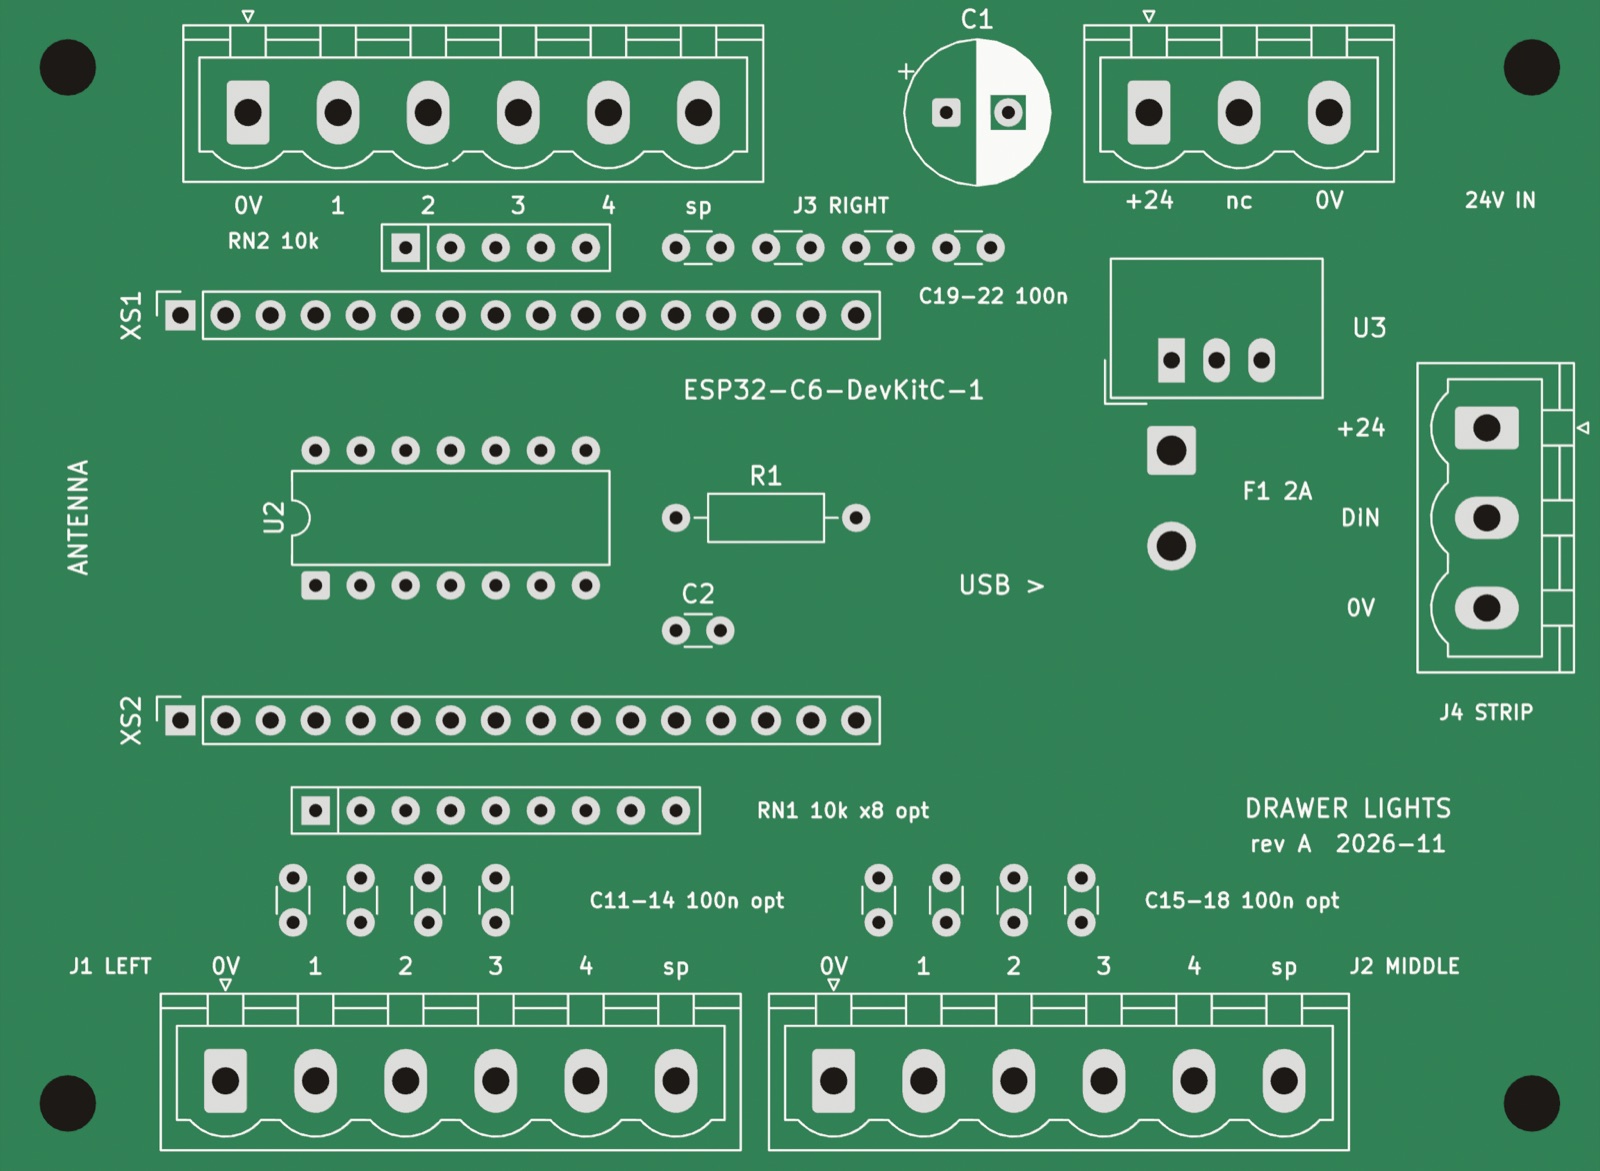 C1
+
0V 1 2 3 4 sp J3 RIGHT
+24 nc 0V 24V IN
RN2 10k
C19-22 100n
XS1
U3
ESP32-C6-DevKitC-1
+24
R1
F1 2A
DIN
U2
ANTENNA
USB >
C2
0V
XS2
J4 STRIP
RN1 10k x8 opt
DRAWER LIGHTS
rev A 2026-11
C11-14 100n opt
C15-18 100n opt
J1 LEFT 0V 1 2 3 4 sp
0V 1 2 3 4 sp J2 MIDDLE